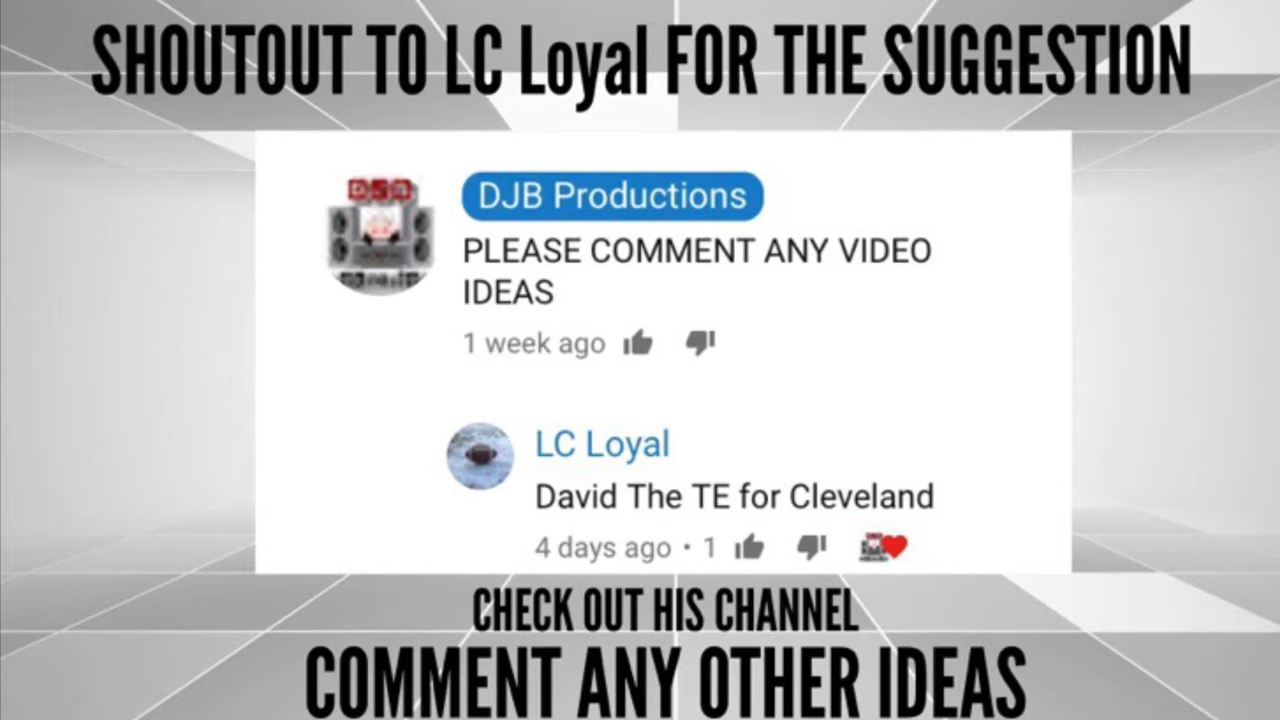 SHOUTOUT TO LC Loyal FOR THE SUGGESTION
DJB Productions
PLEASE COMMENT ANY VIDEO
IDEAS
1 week ago
LC Loyal
David The TE for Cleveland
4 days ago • 1
CHECK OUT HIS CHANNEL
COMMENT ANY OTHER IDEAS